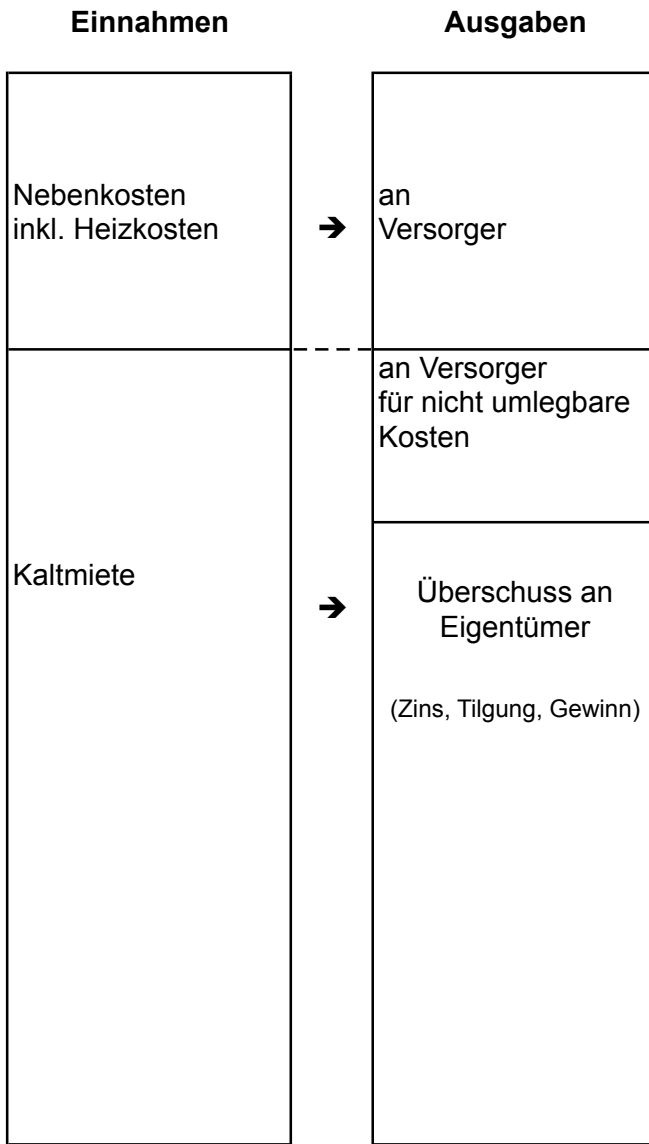 Einnahmen
Ausgaben
Nebenkosten
inkl. Heizkosten
➔
an
Versorger
an Versorger
für nicht umlegbare
Kosten
Kaltmiete
➔
Überschuss an
Eigentümer
(Zins, Tilgung, Gewinn)